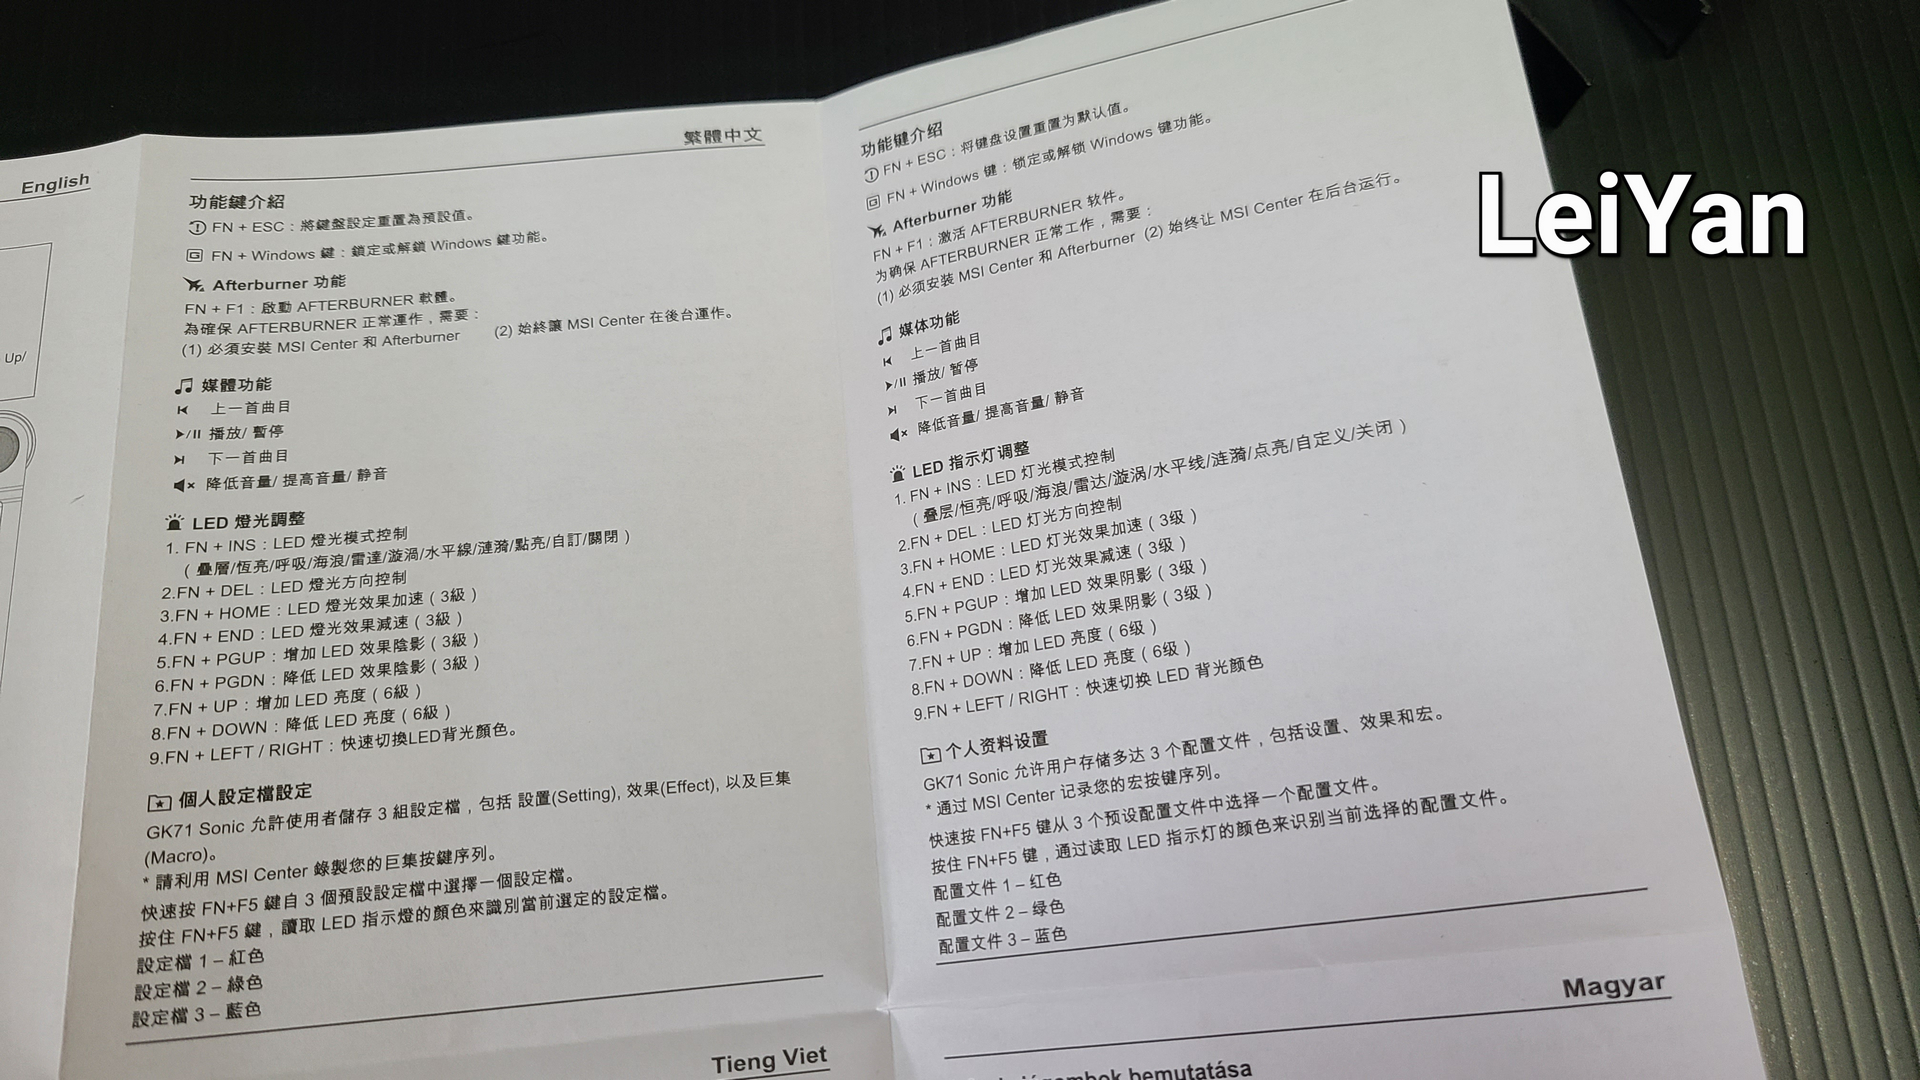 English
Up/
繁體中文
功能鍵介紹
FN + ESC：將鍵盤設定重置為預設值。
FN + Windows 鍵：鎖定或解鎖 Windows 鍵功能。
Afterburner 功能
FN + F1：啟動 AFTERBURNER 軟體。
為確保 AFTERBURNER 正常運作，需要：
(1) 必須安裝 MSI Center 和 Afterburner (2) 始終讓 MSI Center 在後台運作。
媒體功能
上一首曲目
播放/ 暫停
下一首曲目
降低音量/ 提高音量/ 靜音
LED 燈光調整
1. FN + INS：LED 燈光模式控制
（疊層/恆亮/呼吸/海浪/雷達/漩渦/水平線/漣漪/點亮/自訂/關閉）
2.FN + DEL：LED 燈光方向控制
3.FN + HOME：LED 燈光效果加速（3級）
4.FN + END：LED 燈光效果減速（3級）
5.FN + PGUP：增加 LED 效果陰影（3級）
6.FN + PGDN：降低 LED 效果陰影（3級）
7.FN + UP：增加 LED 亮度（6級）
8.FN + DOWN：降低 LED 亮度（6級）
9.FN + LEFT / RIGHT：快速切換LED背光顏色。
個人設定檔設定
GK71 Sonic 允許使用者儲存 3 組設定檔，包括 設置(Setting), 效果(Effect), 以及巨集
(Macro)。
* 請利用 MSI Center 錄製您的巨集按鍵序列。
快速按 FN+F5 鍵自 3 個預設設定檔中選擇一個設定檔。
按住 FN+F5 鍵，讀取 LED 指示燈的顏色來識別當前選定的設定檔。
設定檔 1 – 紅色
設定檔 2 – 綠色
設定檔 3 – 藍色
Tieng Viet
功能键介绍
FN + ESC：将键盘设置重置为默认值。
FN + Windows 键：锁定或解锁 Windows 键功能。
Afterburner 功能
FN + F1：激活 AFTERBURNER 软件。
为确保 AFTERBURNER 正常工作，需要：
(1) 必须安装 MSI Center 和 Afterburner (2) 始终让 MSI Center 在后台运行。
媒体功能
上一首曲目
播放/ 暂停
下一首曲目
降低音量/ 提高音量/ 静音
LED 指示灯调整
1. FN + INS：LED 灯光模式控制
（叠层/恒亮/呼吸/海浪/雷达/漩涡/水平线/涟漪/点亮/自定义/关闭）
2.FN + DEL：LED 灯光方向控制
3.FN + HOME：LED 灯光效果加速（3级）
4.FN + END：LED 灯光效果减速（3级）
5.FN + PGUP：增加 LED 效果阴影（3级）
6.FN + PGDN：降低 LED 效果阴影（3级）
7.FN + UP：增加 LED 亮度（6级）
8.FN + DOWN：降低 LED 亮度（6级）
9.FN + LEFT / RIGHT：快速切换 LED 背光颜色
个人资料设置
GK71 Sonic 允许用户存储多达 3 个配置文件，包括设置、效果和宏。
* 通过 MSI Center 记录您的宏按键序列。
快速按 FN+F5 键从 3 个预设配置文件中选择一个配置文件。
按住 FN+F5 键，通过读取 LED 指示灯的颜色来识别当前选择的配置文件。
配置文件 1 – 红色
配置文件 2 – 绿色
配置文件 3 – 蓝色
Magyar
bemutatása
LeiYan